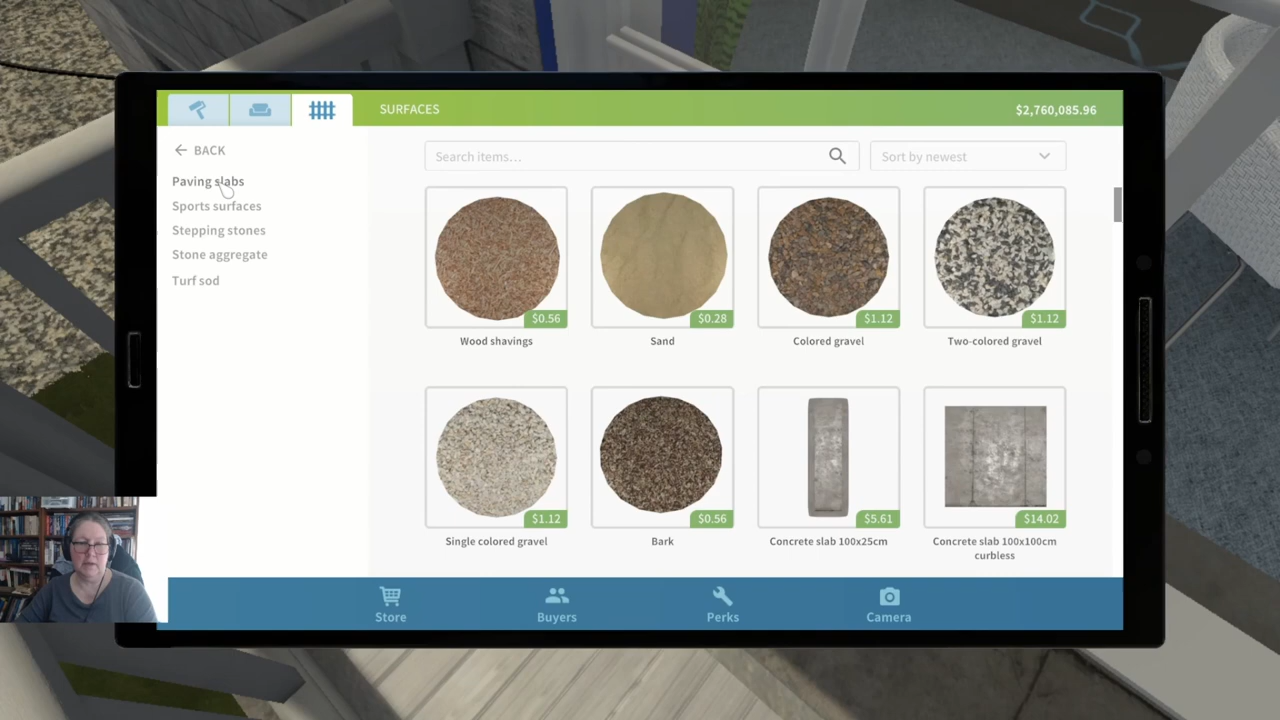 SURFACES
$2,760,085.96
BACK
Paving slabs
Sports surfaces
Stepping stones
Stone aggregate
Turf sod
Search items...
Sort by newest
$0.56
$0.28
$1.12
$1.12
Wood shavings
Sand
Colored gravel
Two-colored gravel
$1.12
$0.56
$5.61
$14.02
Single colored gravel
Bark
Concrete slab 100x25cm
Concrete slab 100x100cm
curbless
Store
Buyers
Perks
Camera